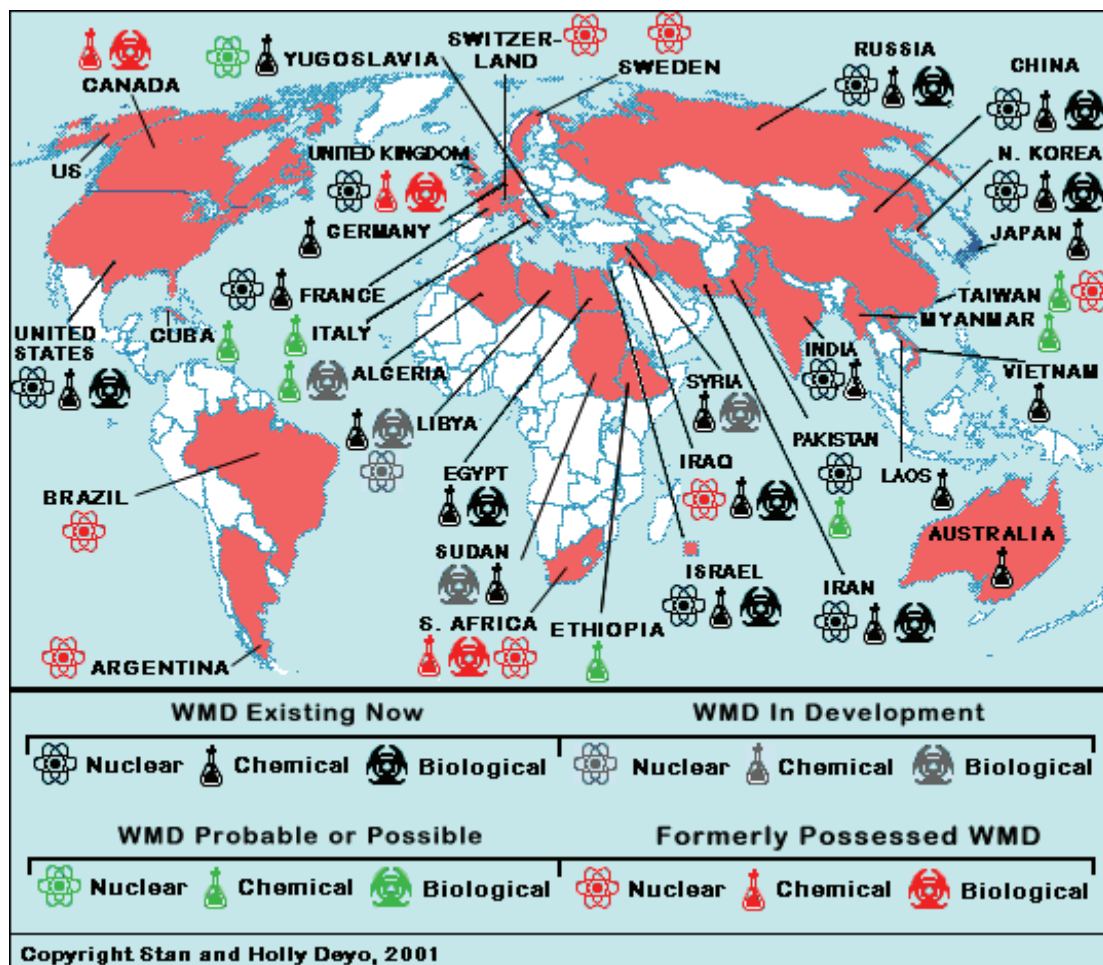 CANADA
YUGOSLAVIA
SWITZER-
LAND
SWEDEN
RUSSIA
CHINA
US
UNITED KINGDOM
N. KOREA
GERMANY
JAPAN
FRANCE
TAIWAN
UNITED
STATES
CUBA
ITALY
MYANMAR
ALGERIA
INDIA
VIETNAM
SYRIA
LIBYA
PAKISTAN
EGYPT
IRAQ
LAOS
BRAZIL
AUSTRALIA
SUDAN
ISRAEL
IRAN
S. AFRICA
ETHIOPIA
ARGENTINA
WMD Existing Now
Nuclear Chemical Biological
WMD In Development
Nuclear Chemical Biological
WMD Probable or Possible
Nuclear Chemical Biological
Formerly Possessed WMD
Nuclear Chemical Biological
Copyright Stan and Holly Deyo, 2001